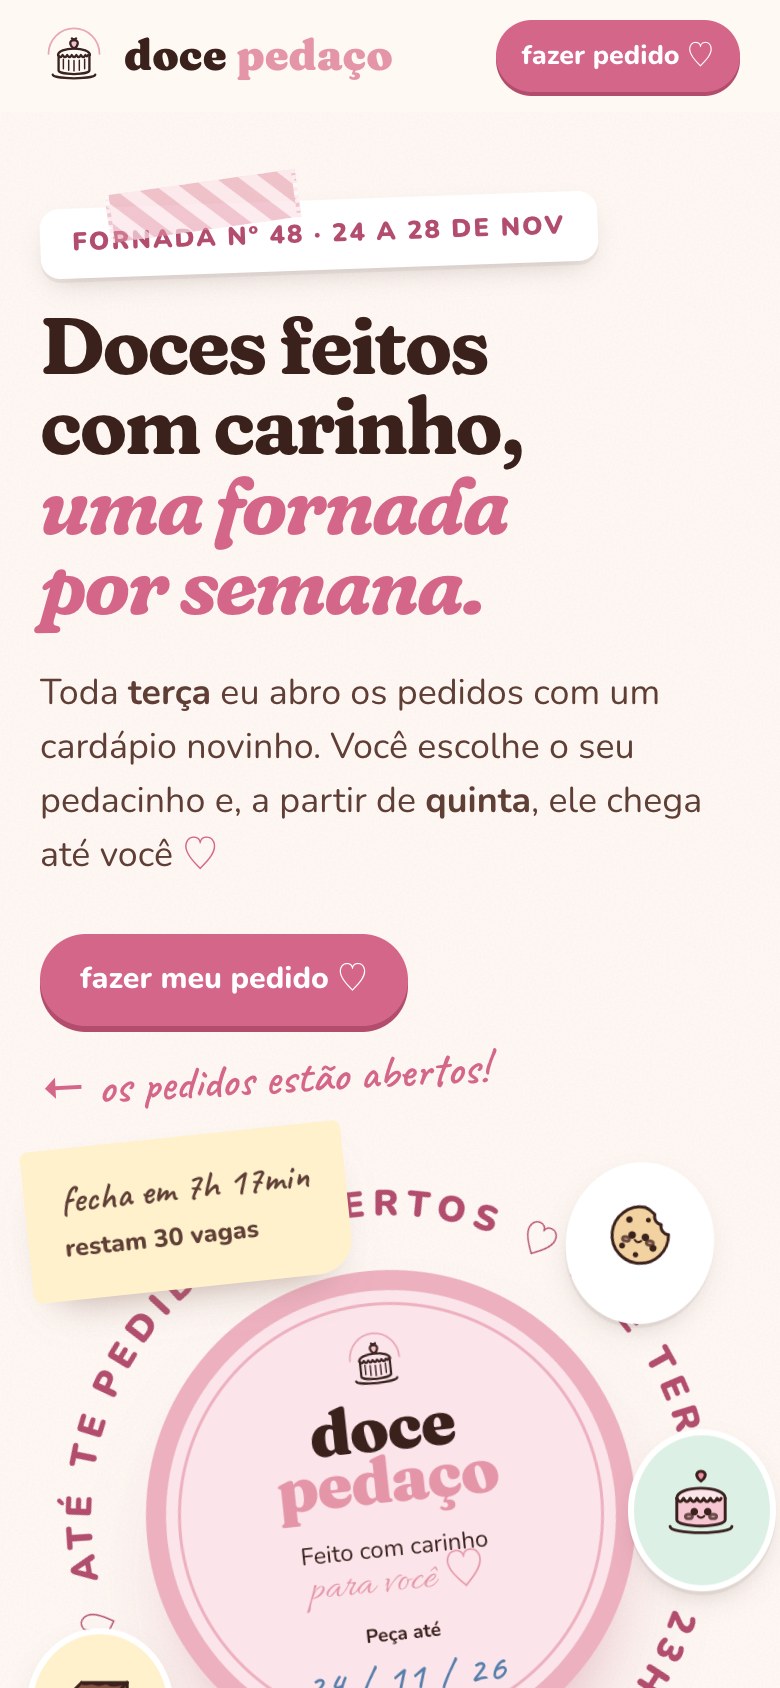 doce pedaço
fazer pedido ♡
FORNADA Nº 48 · 24 A 28 DE NOV
Doces feitos
com carinho,
uma fornada
por semana.
Toda terça eu abro os pedidos com um
cardápio novinho. Você escolhe o seu
pedacinho e, a partir de quinta, ele chega
até você ♡
fazer meu pedido ♡
← os pedidos estão abertos!
fecha em 7h 17min
restam 30 vagas
ATÉ TE
doce
pedaço
Feito com carinho
para você ♡
Peça até
24 / 11 / 26
23H